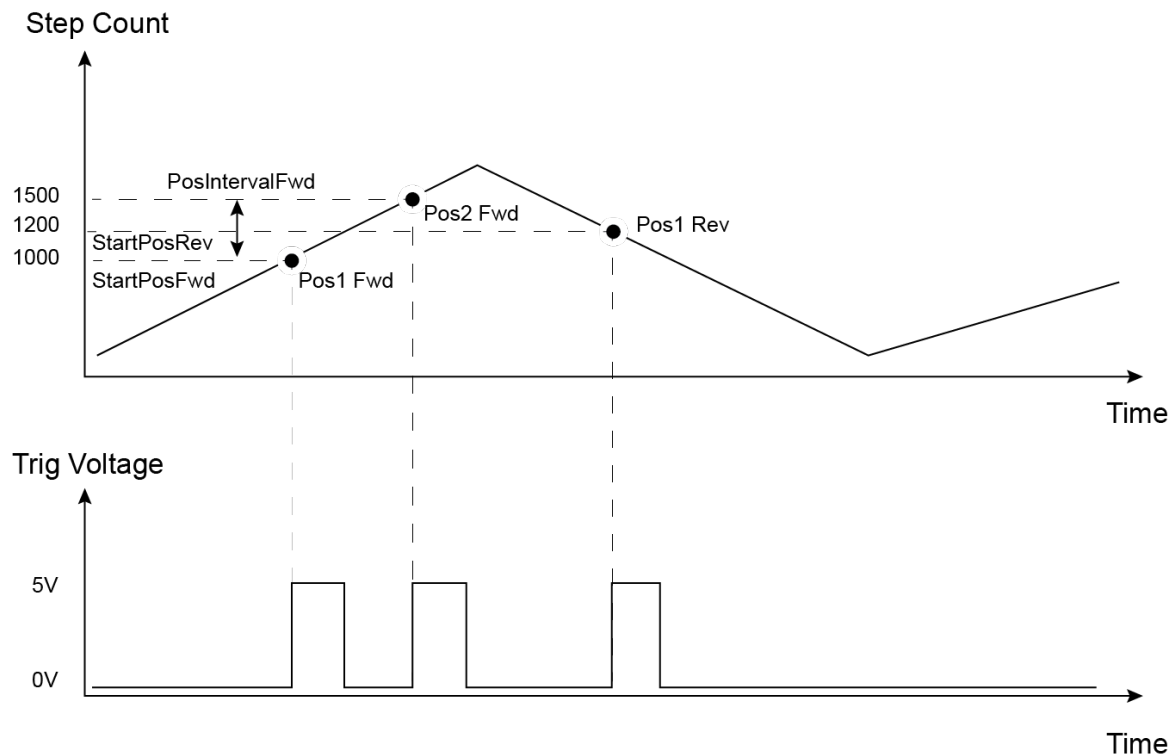 Step Count
1500
PosIntervalFwd
Pos2 Fwd
1200
Pos1 Rev
StartPosRev
1000
StartPosFwd
Pos1 Fwd
Time
Trig Voltage
5V
0V
Time